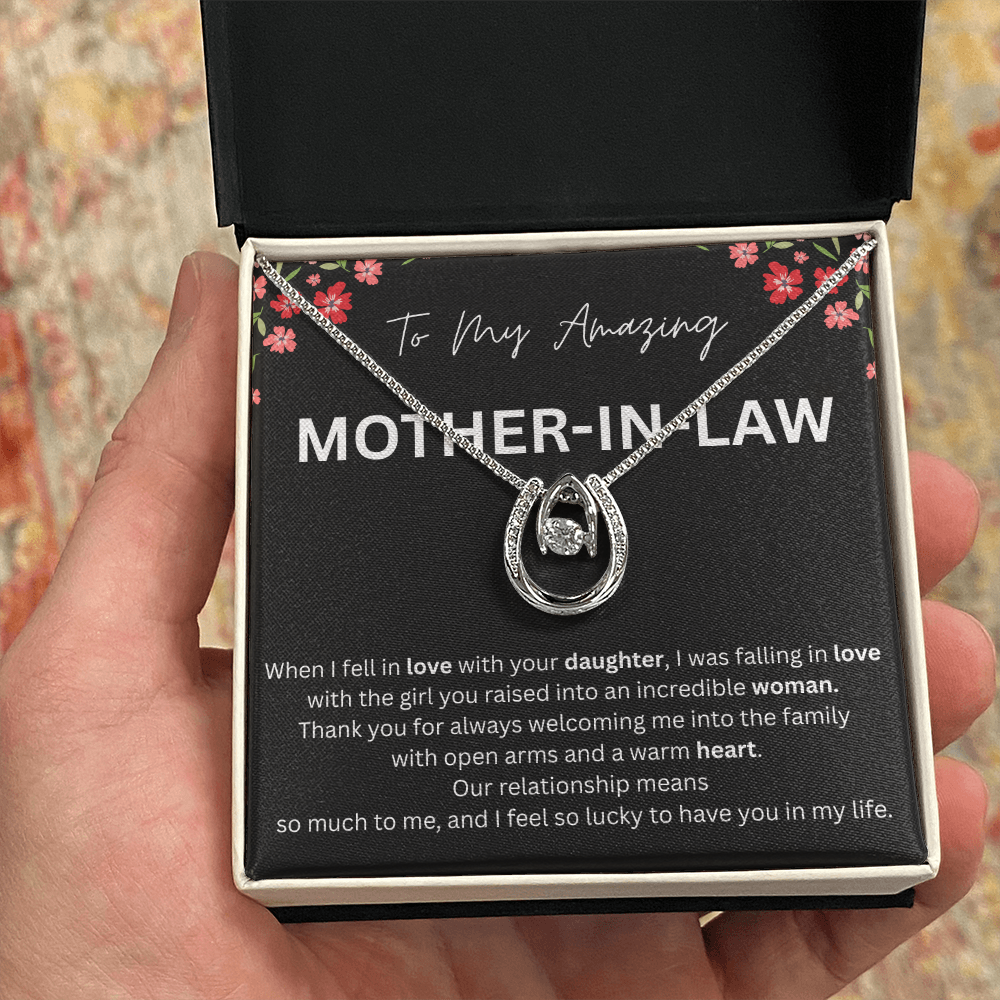 To My Amazing
MOTHER-IN-LAW
When I fell in love with your daughter, I was falling in love
with the girl you raised into an incredible woman.
Thank you for always welcoming me into the family
with open arms and a warm heart.
Our relationship means
so much to me, and I feel so lucky to have you in my life.